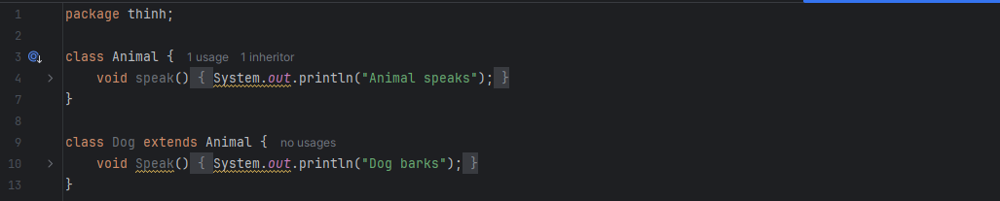 1 package thinh;
2
3 class Animal { 1 usage 1 inheritor
4 void speak() { System.out.println("Animal speaks"); }
7 }
8
9 class Dog extends Animal { no usages
10 void Speak() { System.out.println("Dog barks"); }
13 }